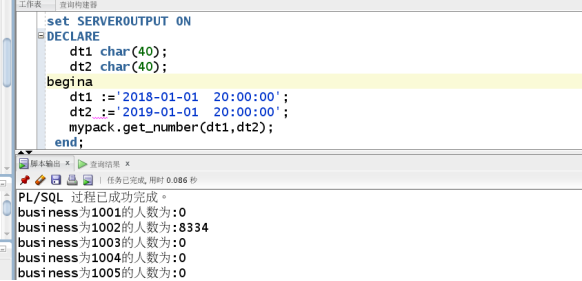 工作表 查询构建器
set SERVEROUTPUT ON
DECLARE
dt1 char(40);
dt2 char(40);
begina
dt1 :='2018-01-01  20:00:00';
dt2 :='2019-01-01  20:00:00';
mypack.get_number(dt1,dt2);
end;
脚本输出 x 查询结果 x
任务已完成, 用时 0.086 秒
PL/SQL 过程已成功完成。
business为1001的人数为:0
business为1002的人数为:8334
business为1003的人数为:0
business为1004的人数为:0
business为1005的人数为:0